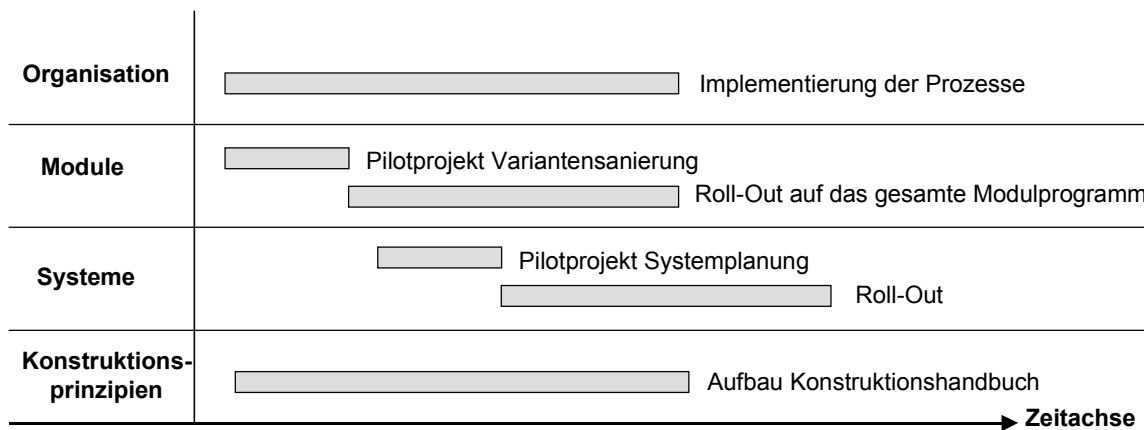 Organisation
Implementierung der Prozesse
Module
Pilotprojekt Variantensanierung
Roll-Out auf das gesamte Modulprogramm
Systeme
Pilotprojekt Systemplanung
Roll-Out
Konstruktions-
prinzipien
Aufbau Konstruktionshandbuch
Zeitachse